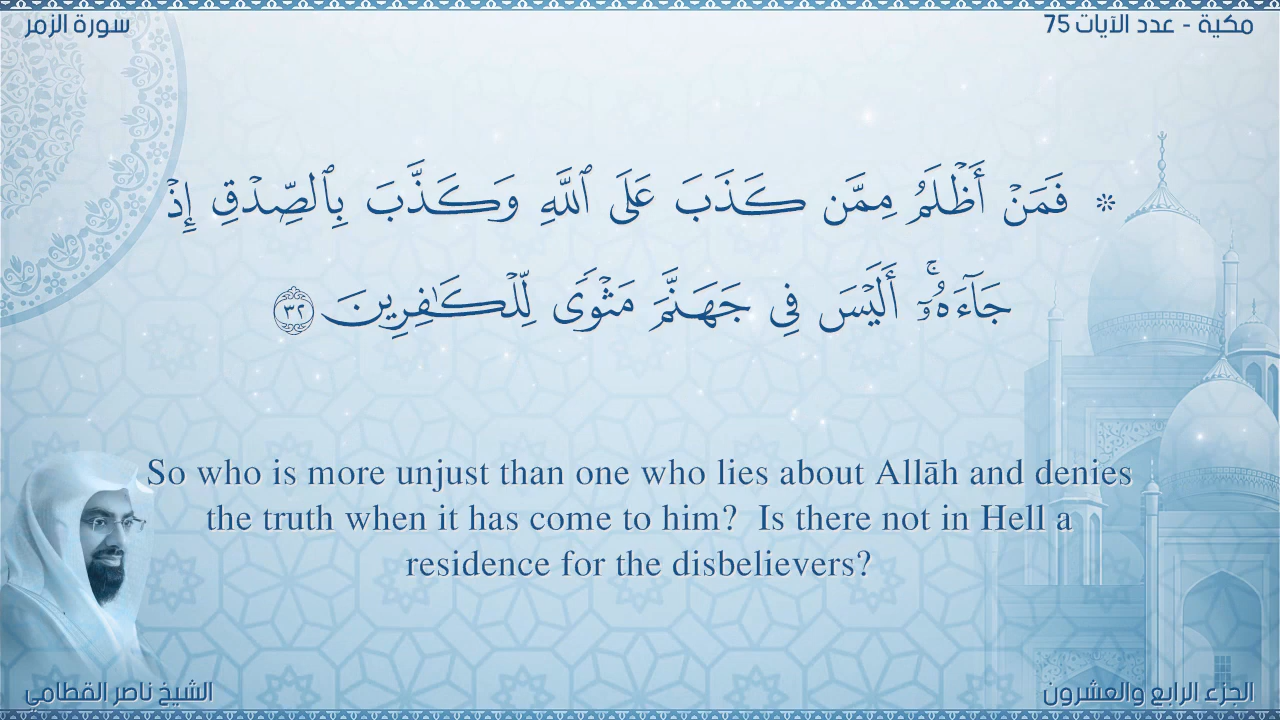 سورة الزمر
مكية - عدد الآيات 75
۞ فَمَنۡ أَظۡلَمُ مِمَّن كَذَبَ عَلَى ٱللَّهِ وَكَذَّبَ بِٱلصِّدۡقِ إِذۡ
جَآءَهُۥٓۚ أَلَيۡسَ فِي جَهَنَّمَ مَثۡوٗى لِّلۡكَٰفِرِينَ ٣٢
So who is more unjust than one who lies about Allāh and denies
the truth when it has come to him?  Is there not in Hell a
residence for the disbelievers?
الشيخ ناصر القطامي
الجزء الرابع والعشرون